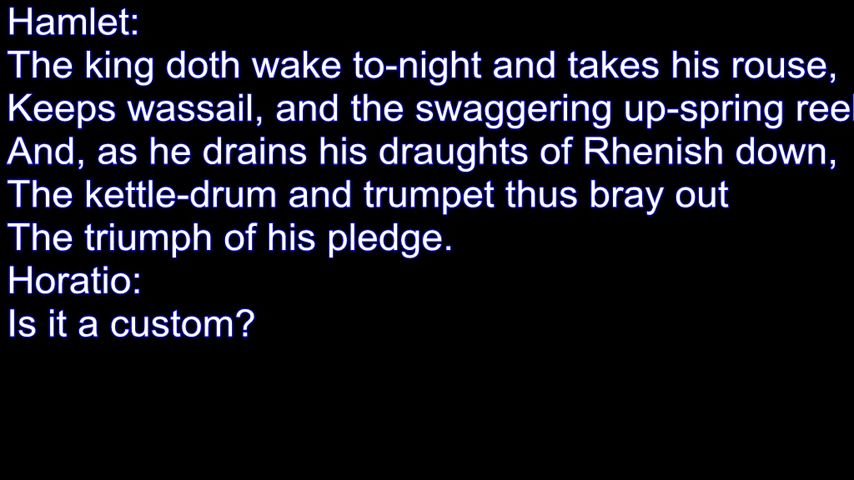 Hamlet:
The king doth wake to-night and takes his rouse,
Keeps wassail, and the swaggering up-spring reel
And, as he drains his draughts of Rhenish down,
The kettle-drum and trumpet thus bray out
The triumph of his pledge.
Horatio:
Is it a custom?